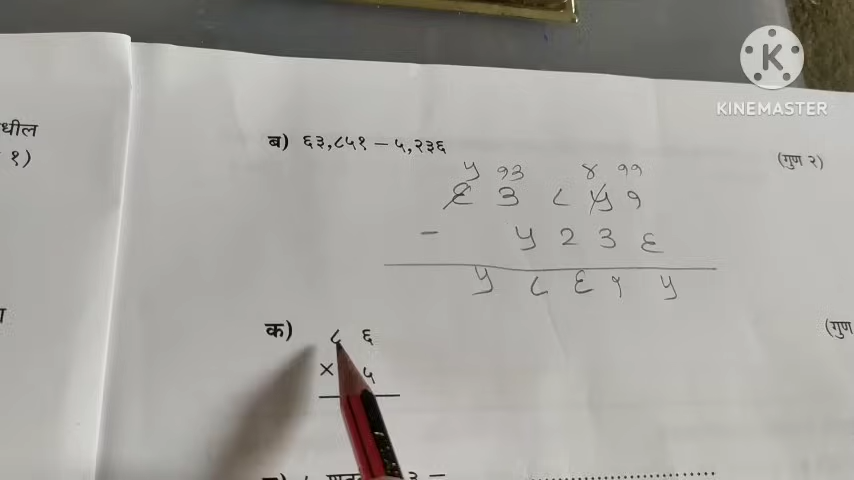 धील
१)
KINEMASTER
ब) ६३,८५१ – ५,२३६
(गुण २)
५ १३ ४ ११
६ ३ ८ ५ १
– ५ २ ३ ६
५ ८ ६ १ ५
क) ८ ६
(गुण
× ५